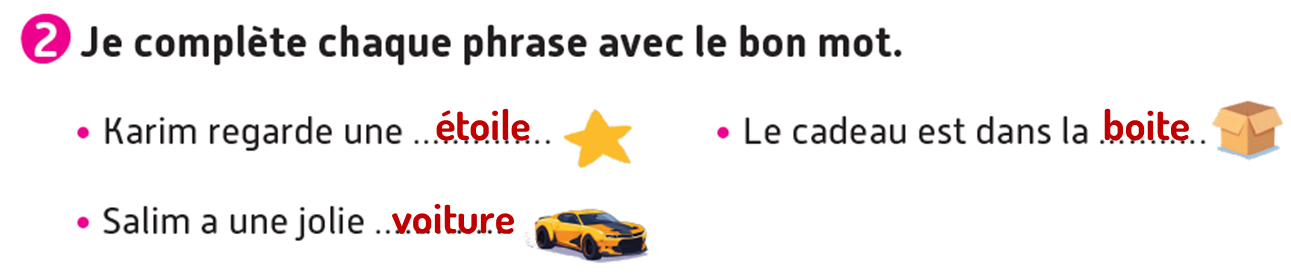 2 Je complète chaque phrase avec le bon mot.
• Karim regarde une ...étoile...
• Le cadeau est dans la boite..
• Salim a une jolie ..voiture